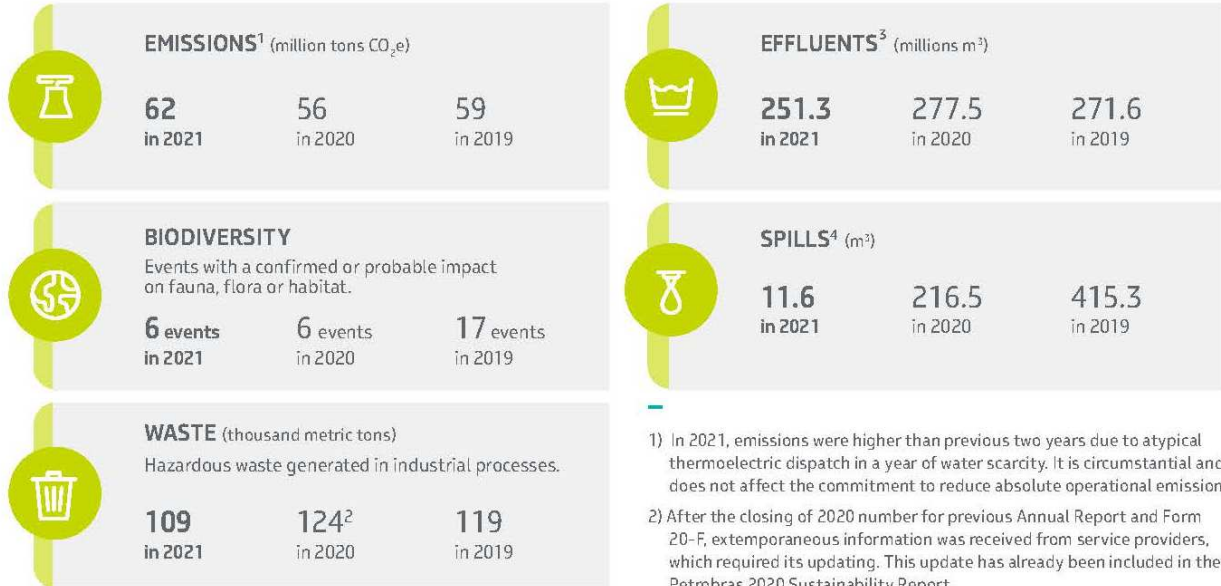 EMISSIONS¹ (million tons CO₂e)
62 56 59
in 2021 in 2020 in 2019
EFFLUENTS³ (millions m³)
251.3 277.5 271.6
in 2021 in 2020 in 2019
BIODIVERSITY
Events with a confirmed or probable impact
on fauna, flora or habitat.
6 events 6 events 17 events
in 2021 in 2020 in 2019
SPILLS⁴ (m³)
11.6 216.5 415.3
in 2021 in 2020 in 2019
WASTE (thousand metric tons)
Hazardous waste generated in industrial processes.
109 124² 119
in 2021 in 2020 in 2019
1) In 2021, emissions were higher than previous two years due to atypical
thermoelectric dispatch in a year of water scarcity. It is circumstantial and
does not affect the commitment to reduce absolute operational emission
2) After the closing of 2020 number for previous Annual Report and Form
20-F, extemporaneous information was received from service providers,
which required its updating. This update has already been included in the
Petrobras 2020 Sustainability Report